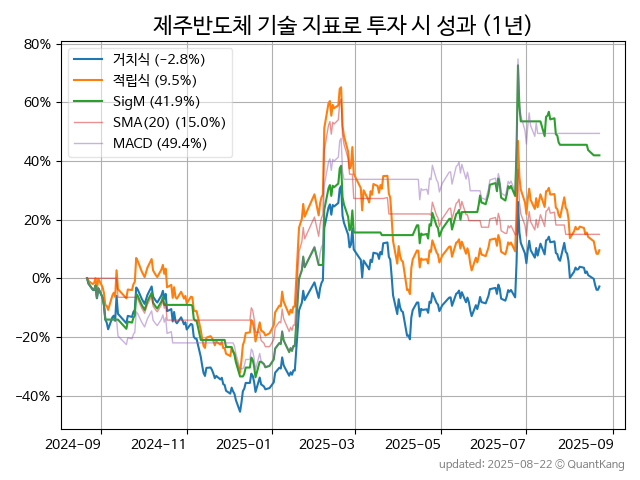 제주반도체 기술 지표로 투자 시 성과 (1년)
80%
60%
40%
20%
0%
−20%
−40%
거치식 (−2.8%)
적립식 (9.5%)
SigM (41.9%)
SMA(20) (15.0%)
MACD (49.4%)
2024-09
2024-11
2025-01
2025-03
2025-05
2025-07
2025-09
updated: 2025-08-22 © QuantKang